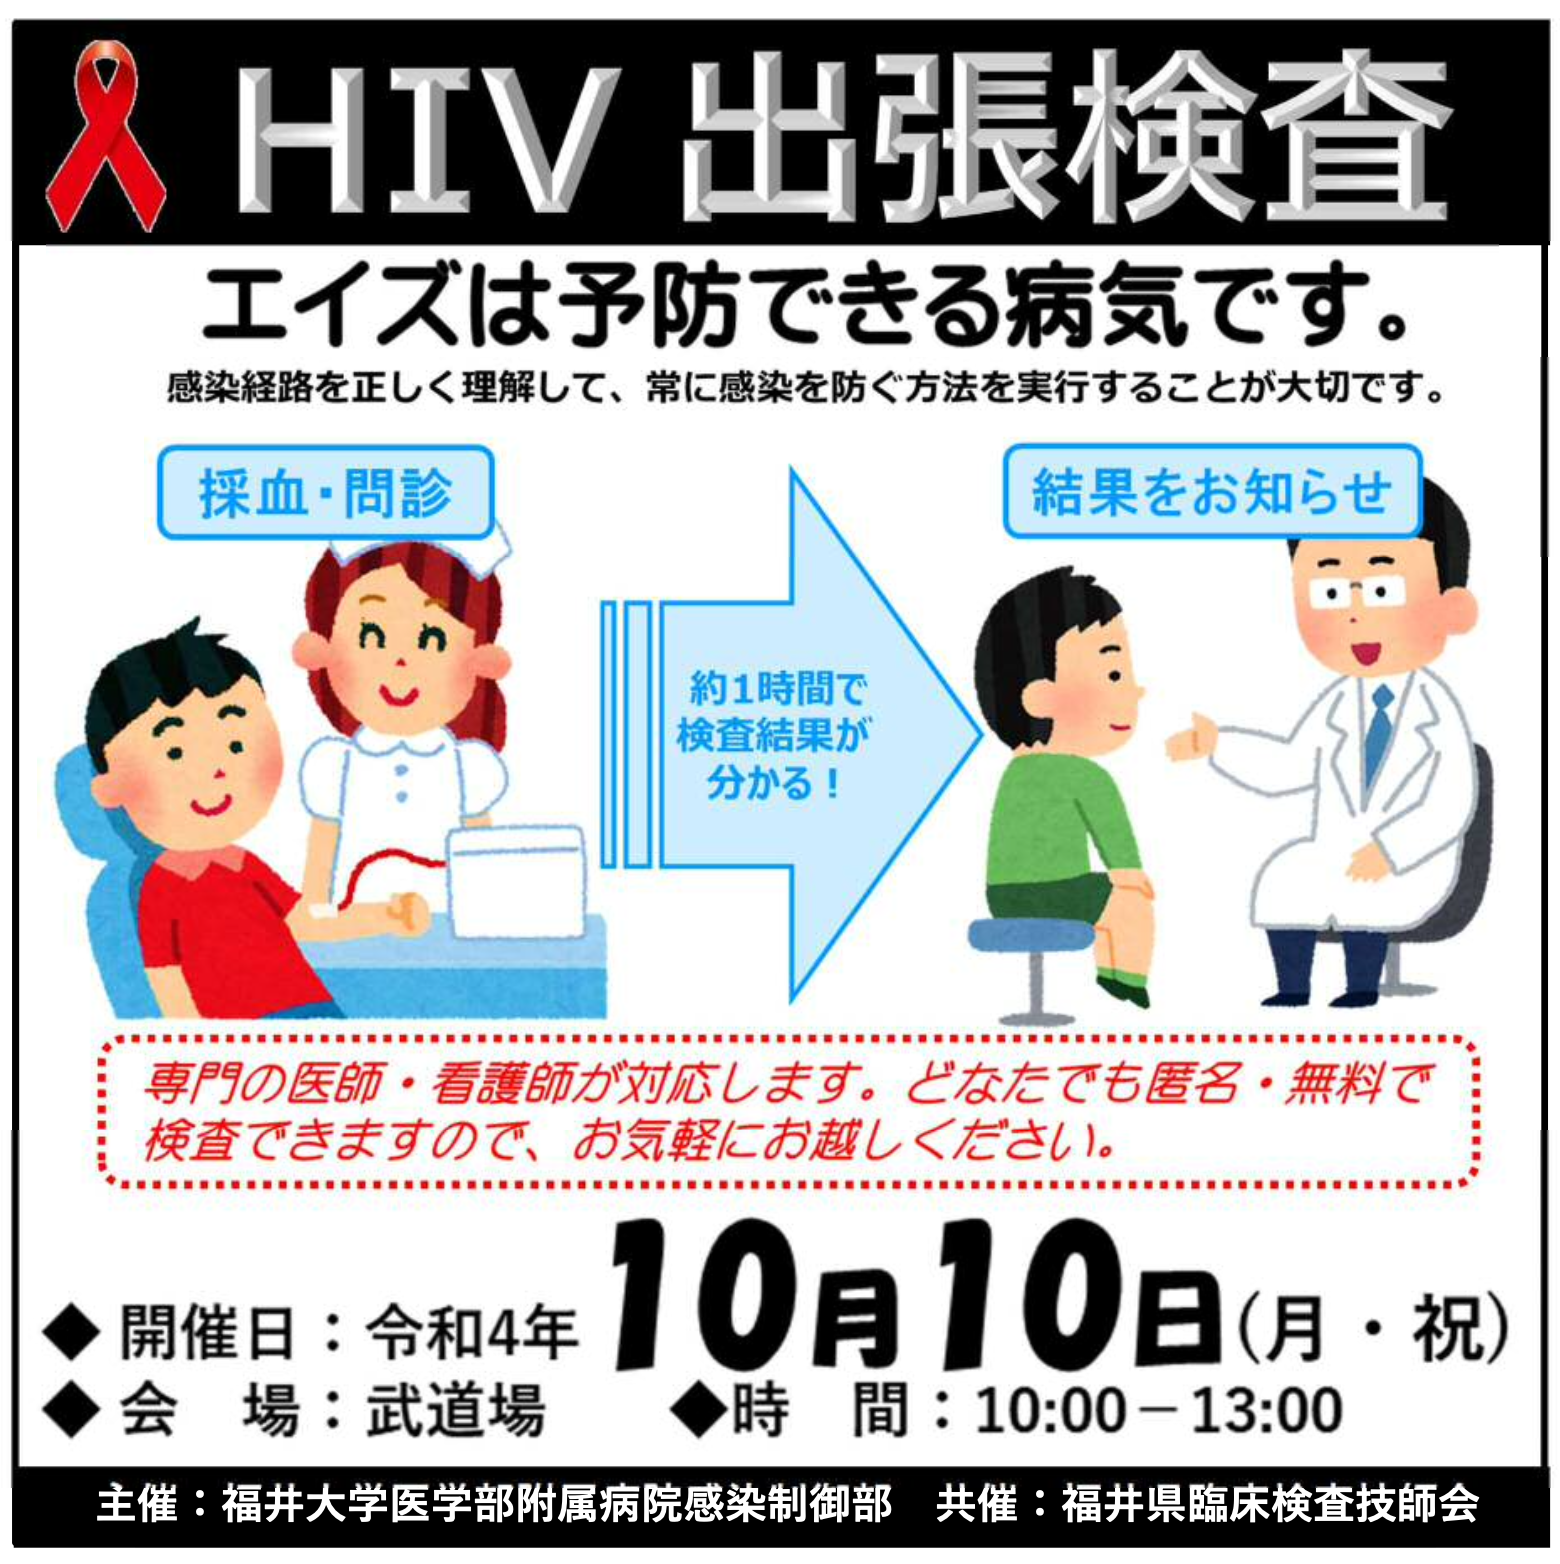 HIV 出張検査
エイズは予防できる病気です。
感染経路を正しく理解して、常に感染を防ぐ方法を実行することが大切です。
採血・問診
結果をお知らせ
約1時間で
検査結果が
分かる！
専門の医師・看護師が対応します。どなたでも匿名・無料で
検査できますので、お気軽にお越しください。
◆ 開催日：令和4年 10月10日(月・祝)
◆ 会　場：武道場　　◆時　間：10:00－13:00
主催：福井大学医学部附属病院感染制御部　共催：福井県臨床検査技師会